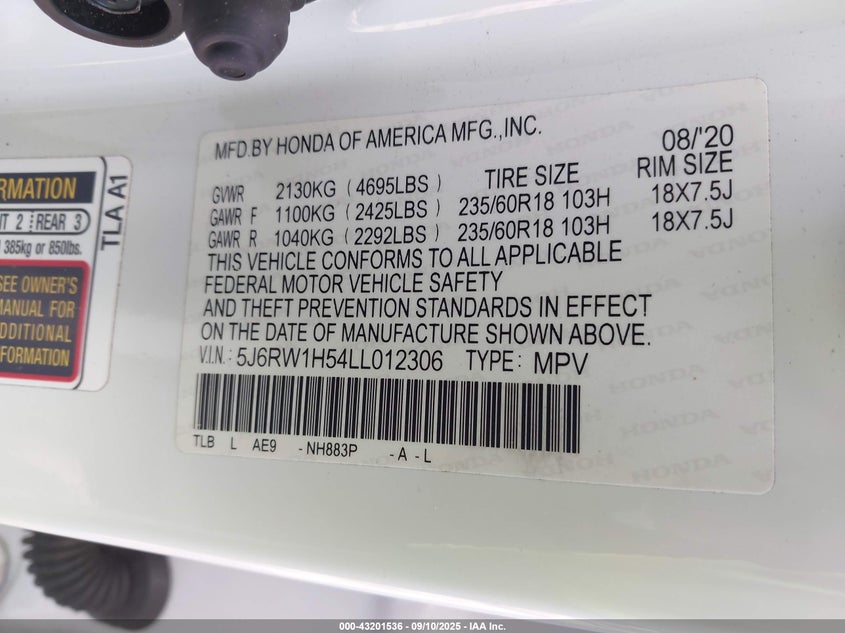 MFD.BY HONDA OF AMERICA MFG.,INC.
08/'20
GVWR 2130KG (4695LBS) TIRE SIZE RIM SIZE
GAWR F 1100KG (2425LBS) 235/60R18 103H 18X7.5J
GAWR R 1040KG (2292LBS) 235/60R18 103H 18X7.5J
THIS VEHICLE CONFORMS TO ALL APPLICABLE
FEDERAL MOTOR VEHICLE SAFETY
AND THEFT PREVENTION STANDARDS IN EFFECT
ON THE DATE OF MANUFACTURE SHOWN ABOVE.
V.I.N.: 5J6RW1H54LL012306 TYPE: MPV
TLB L AE9 -NH883P -A -L
TLA A1
2 REAR 3
385kg or 850lbs.
SEE OWNER'S
MANUAL FOR
HONDA
000-43201536 - 09/10/2025 - IAA Inc.